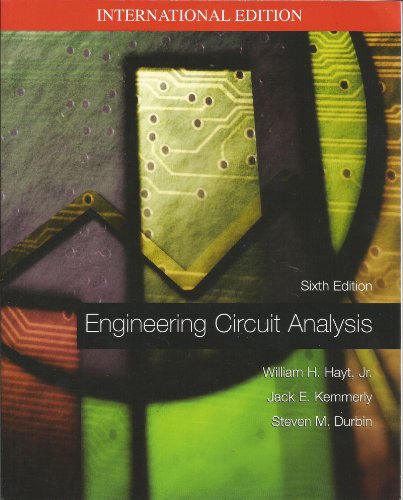 INTERNATIONAL EDITION
Sixth Edition
Engineering Circuit Analysis
William H. Hayt, Jr.
Jack E. Kemmerly
Steven M. Durbin